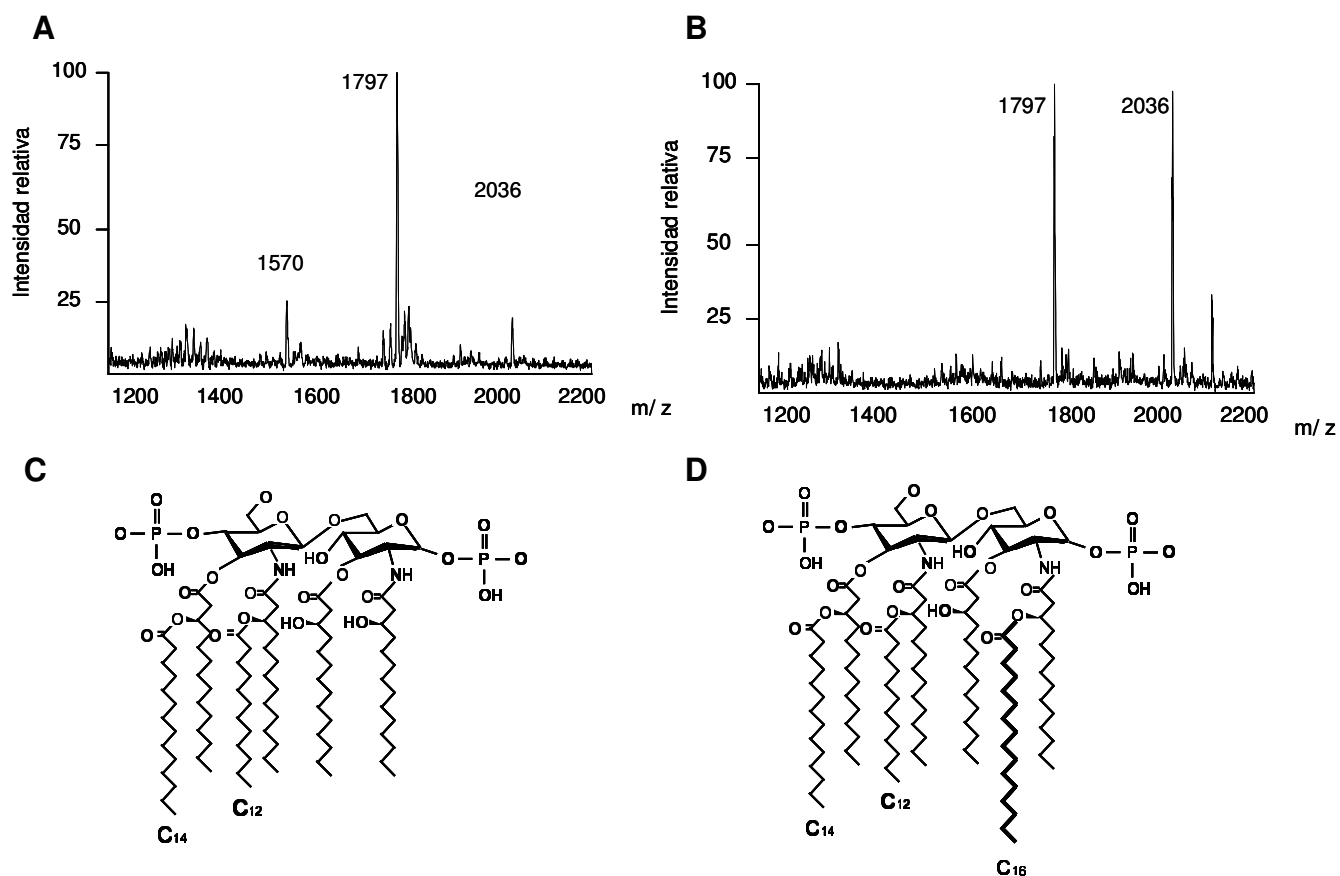 A
B
Intensidad relativa
100
75
50
25
1570
1797
2036
1200 1400 1600 1800 2000 2200
m/ z
Intensidad relativa
100
75
50
25
1797
2036
1200 1400 1600 1800 2000 2200
m/ z
C
O
O P O
OH
O
O
O
HO
O
O
O
NH
O
NH
O P O
OH
O
O
O
O
O
O
O
O
HO
HO
C14
C12
D
O
O P O
OH
O
O
O
HO
O
O
O
NH
O
NH
O P O
OH
O
O
O
O
O
O
O
O
HO
O
O
C14
C12
C16